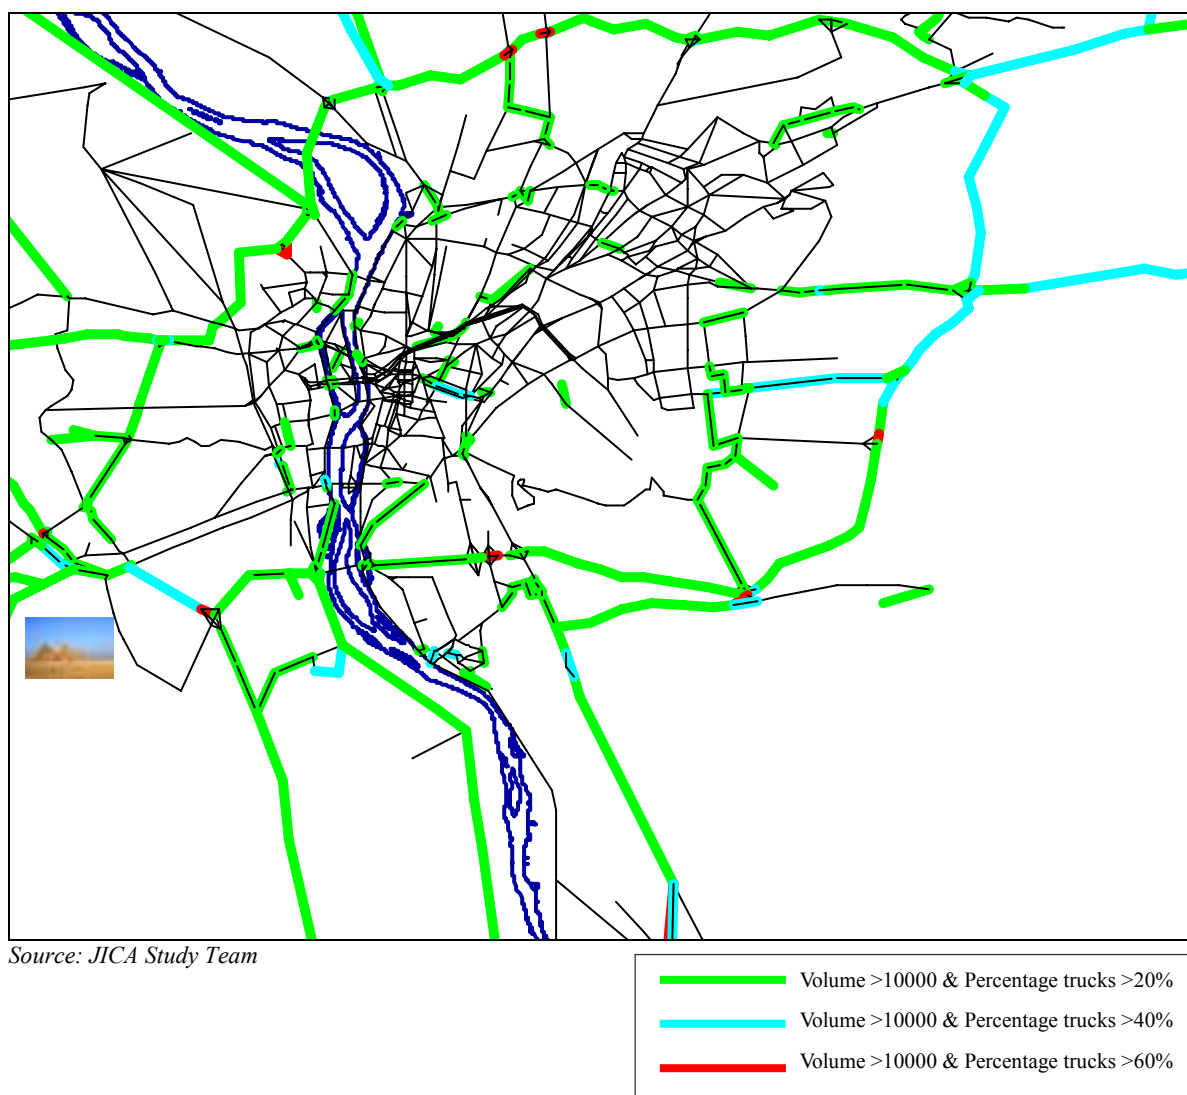 Source: JICA Study Team
Volume >10000 & Percentage trucks >20%
Volume >10000 & Percentage trucks >40%
Volume >10000 & Percentage trucks >60%